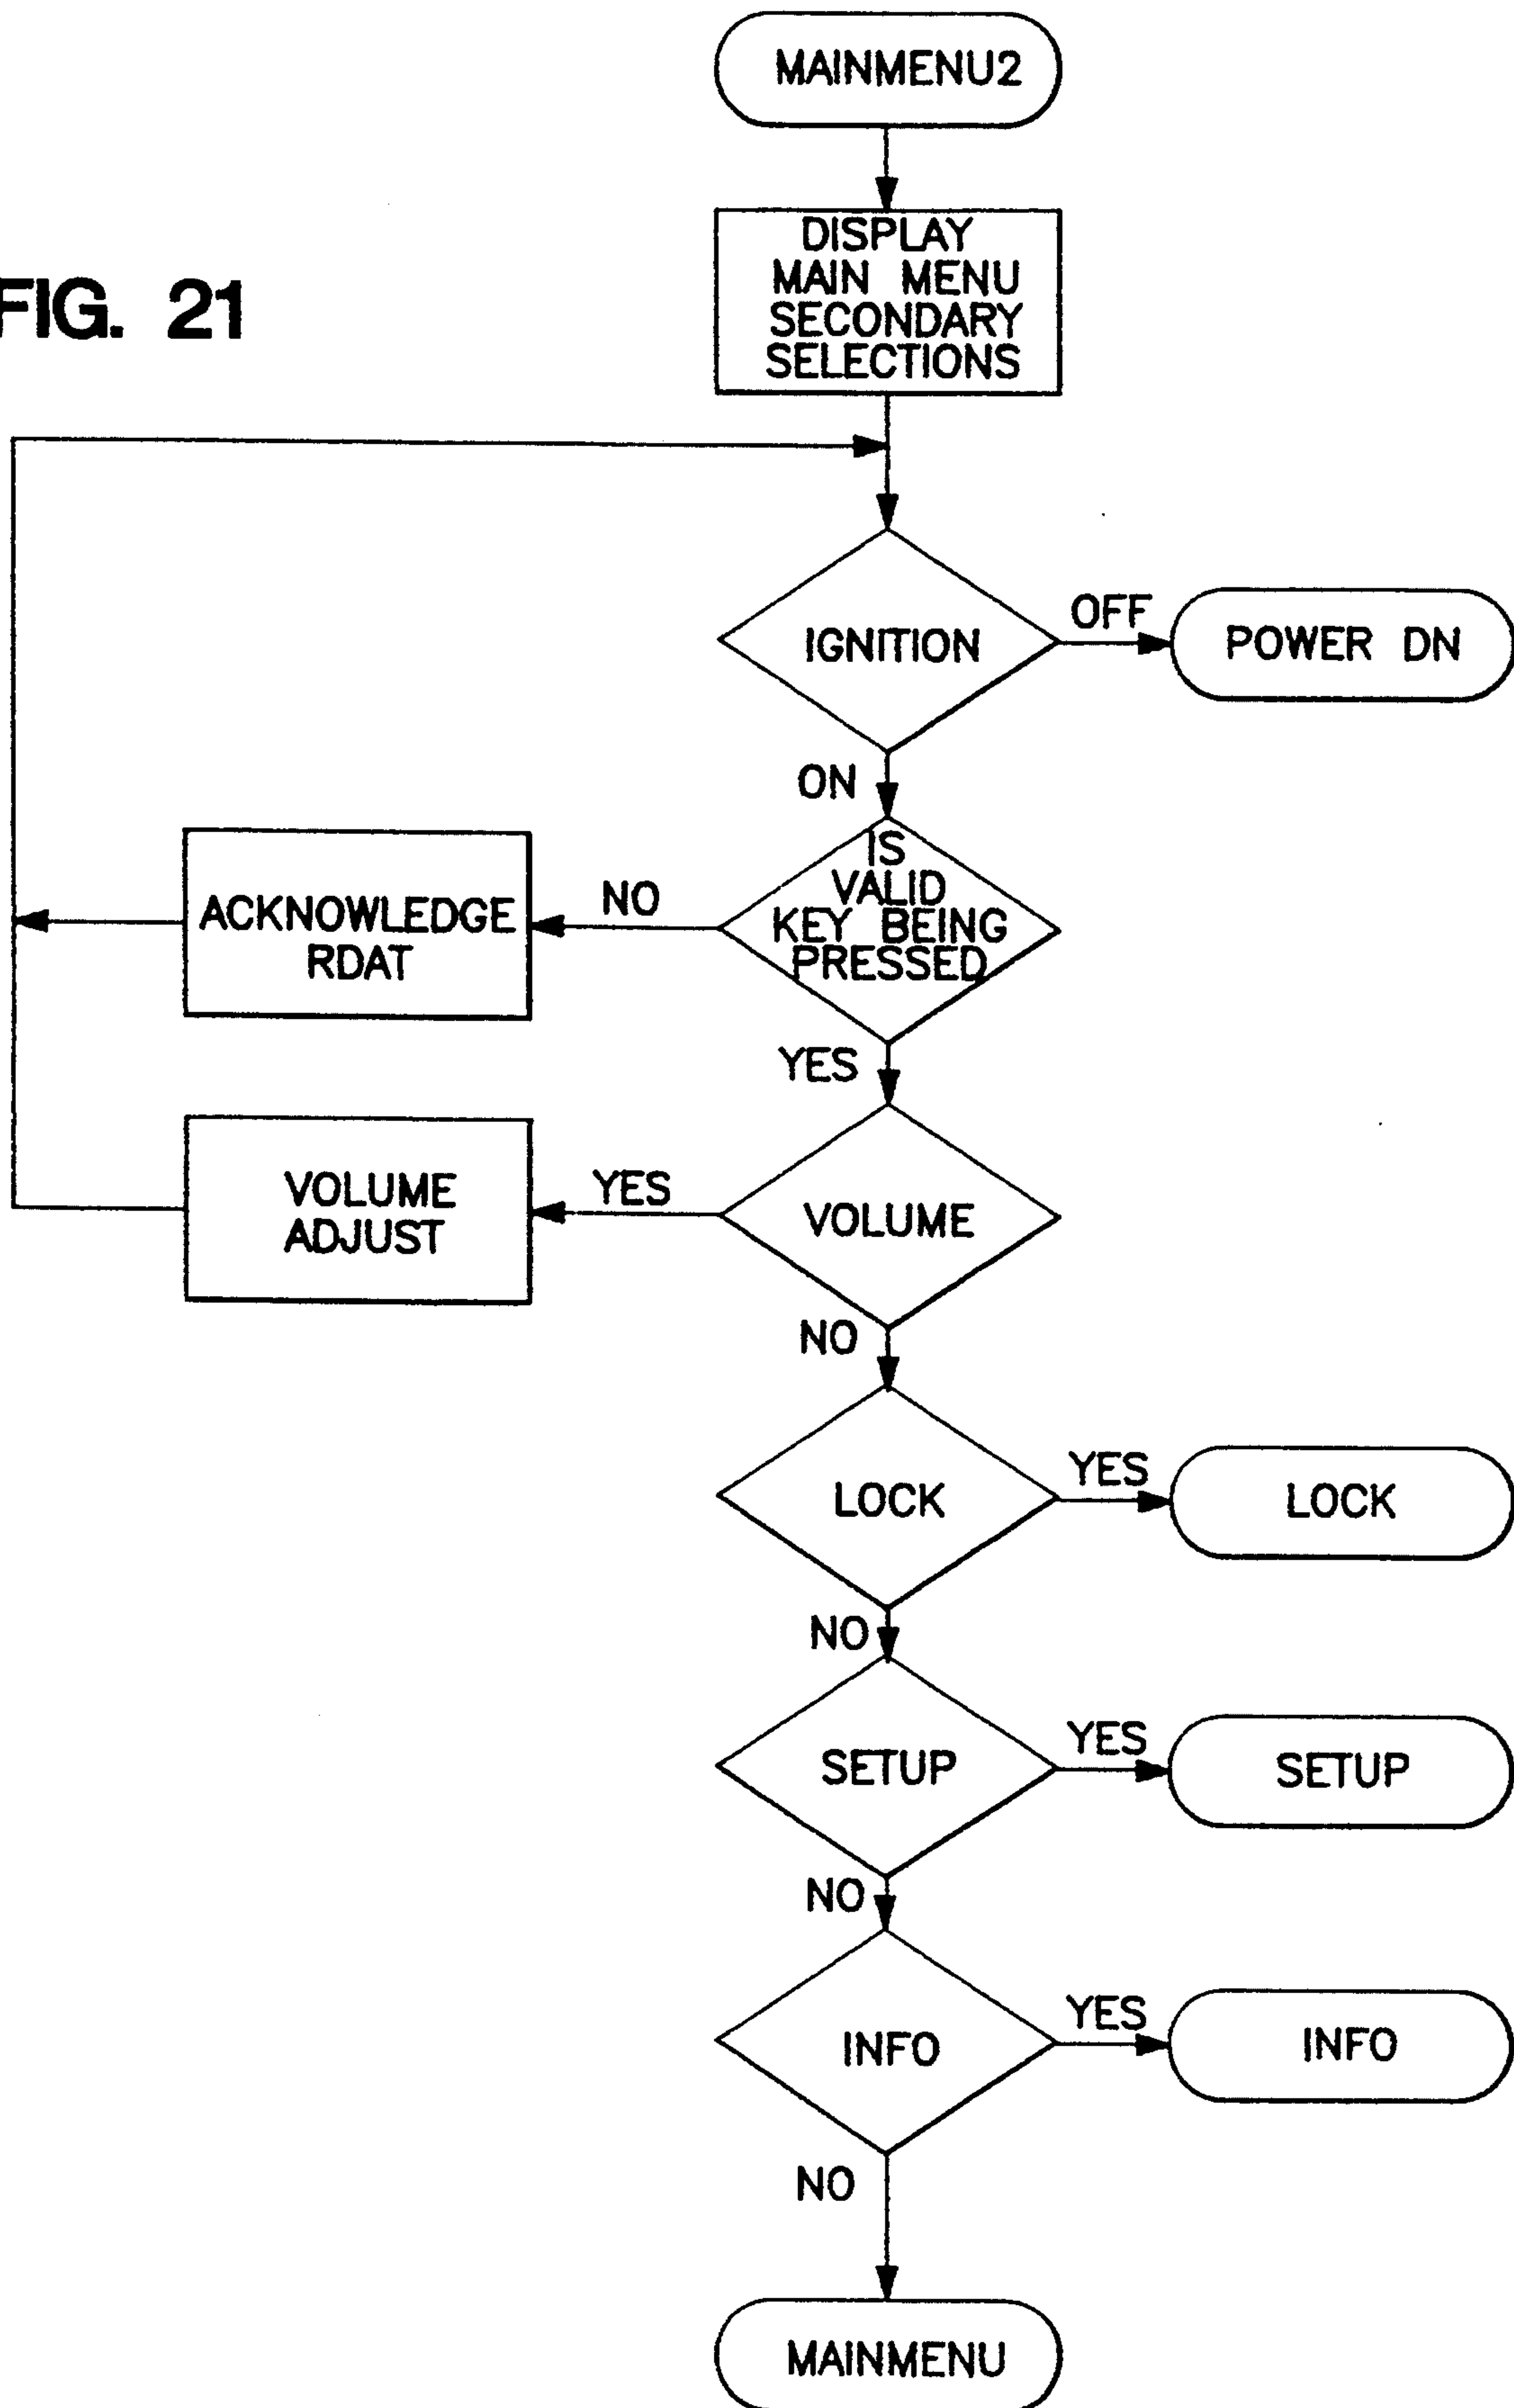 MAINMENU2
DISPLAY
MAIN MENU
SECONDARY
SELECTIONS
FIG. 21
IGNITION
OFF
POWER DN
ON
IS
VALID
KEY BEING
PRESSED
NO
ACKNOWLEDGE
RDAT
YES
VOLUME
YES
VOLUME
ADJUST
NO
LOCK
YES
LOCK
NO
SETUP
YES
SETUP
NO
INFO
YES
INFO
NO
MAINMENU